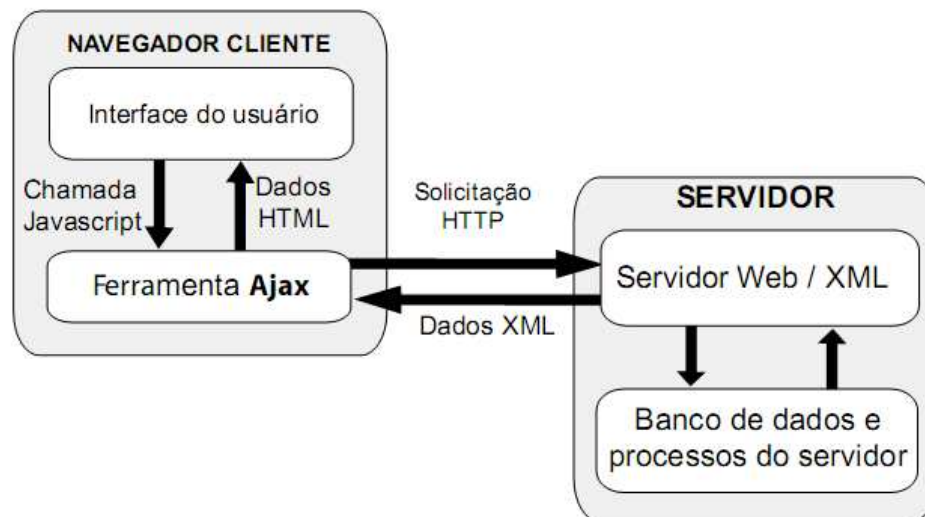 NAVEGADOR CLIENTE
Interface do usuário
Chamada
Javascript
Dados
HTML
Ferramenta Ajax
Solicitação
HTTP
Dados XML
SERVIDOR
Servidor Web / XML
Banco de dados e
processos do servidor